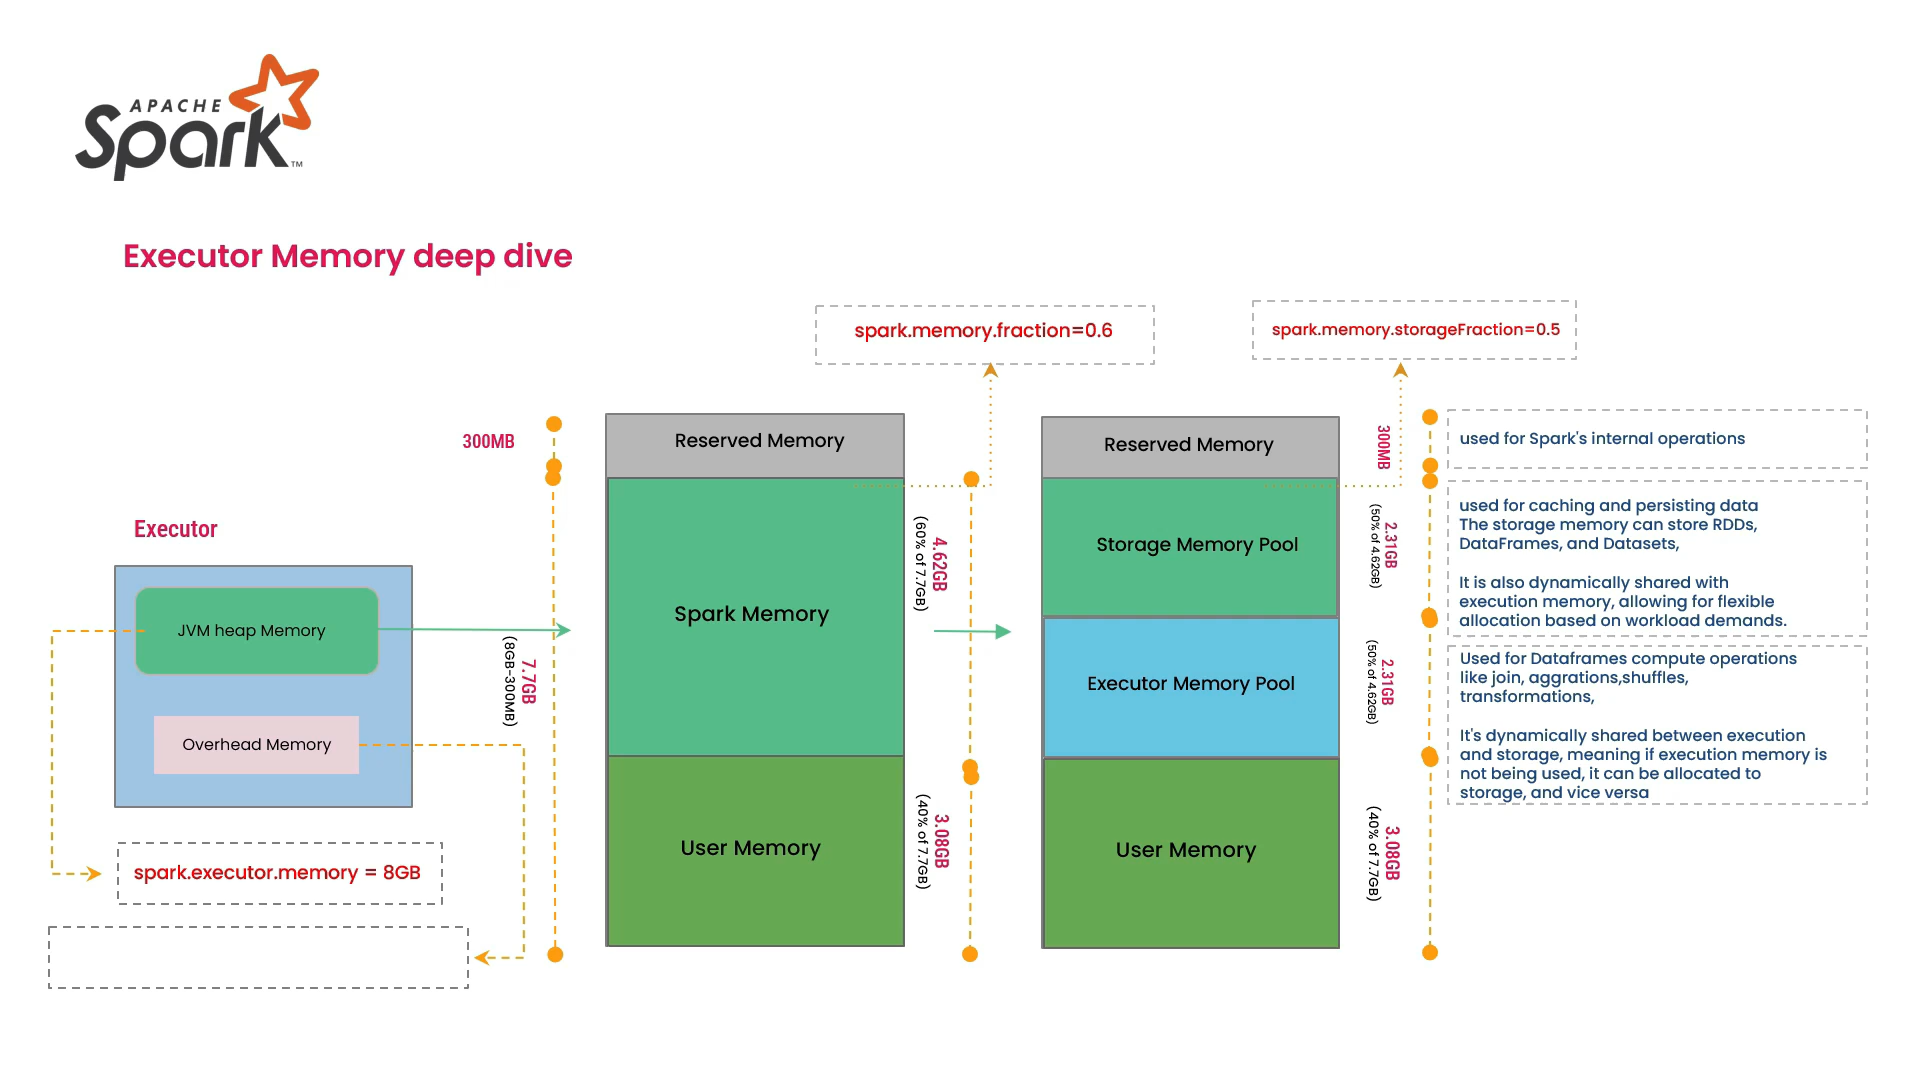 APACHE
Spark™
Executor Memory deep dive
spark.memory.fraction=0.6
spark.memory.storageFraction=0.5
300MB
Reserved Memory
Reserved Memory
300MB
used for Spark's internal operations
Executor
JVM heap Memory
Overhead Memory
7.7GB
(8GB-300MB)
Spark Memory
4.62GB
(60% of 7.7GB)
Storage Memory Pool
2.31GB
(50% of 4.62GB)
used for caching and persisting data
The storage memory can store RDDs,
DataFrames, and Datasets,
It is also dynamically shared with
execution memory, allowing for flexible
allocation based on workload demands.
Executor Memory Pool
2.31GB
(50% of 4.62GB)
Used for Dataframes compute operations
like join, aggrations,shuffles,
transformations,
It's dynamically shared between execution
and storage, meaning if execution memory is
not being used, it can be allocated to
storage, and vice versa
User Memory
3.08GB
(40% of 7.7GB)
User Memory
3.08GB
(40% of 7.7GB)
spark.executor.memory = 8GB